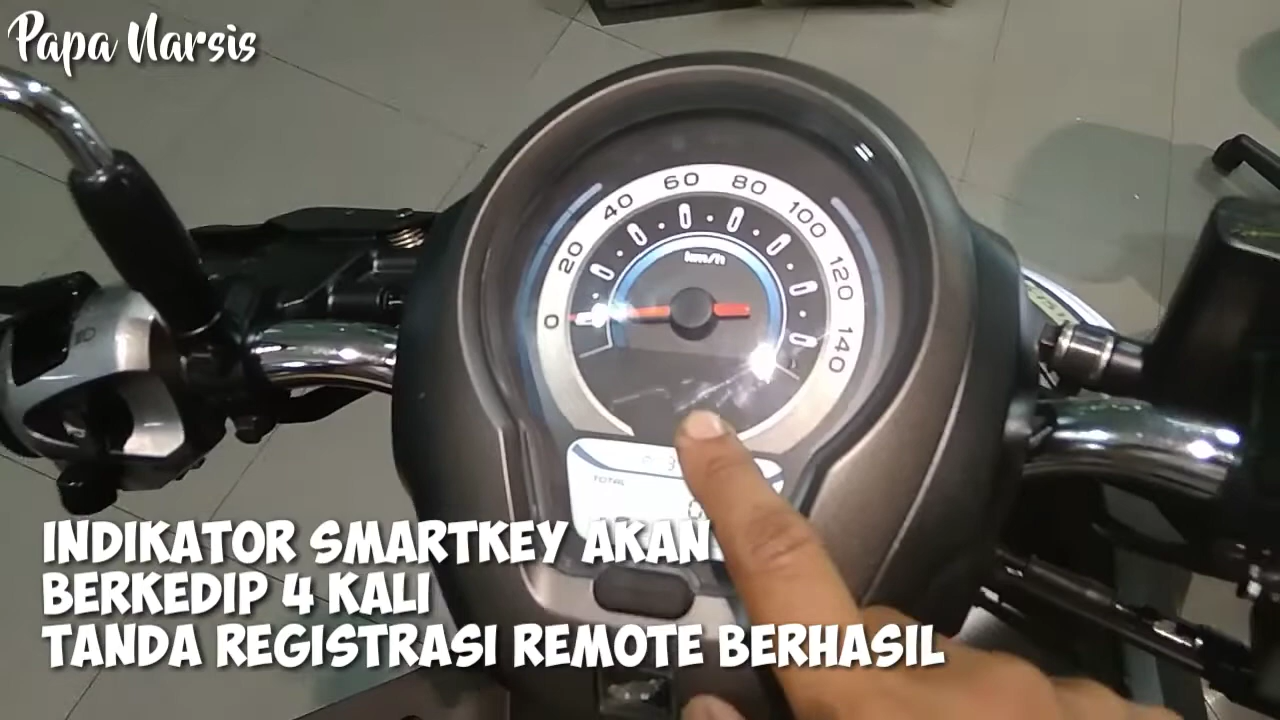 Papa Narsis
60 80
40 100
20 120
km/h
0 140
TOTAL
INDIKATOR SMARTKEY AKAN
BERKEDIP 4 KALI
TANDA REGISTRASI REMOTE BERHASIL